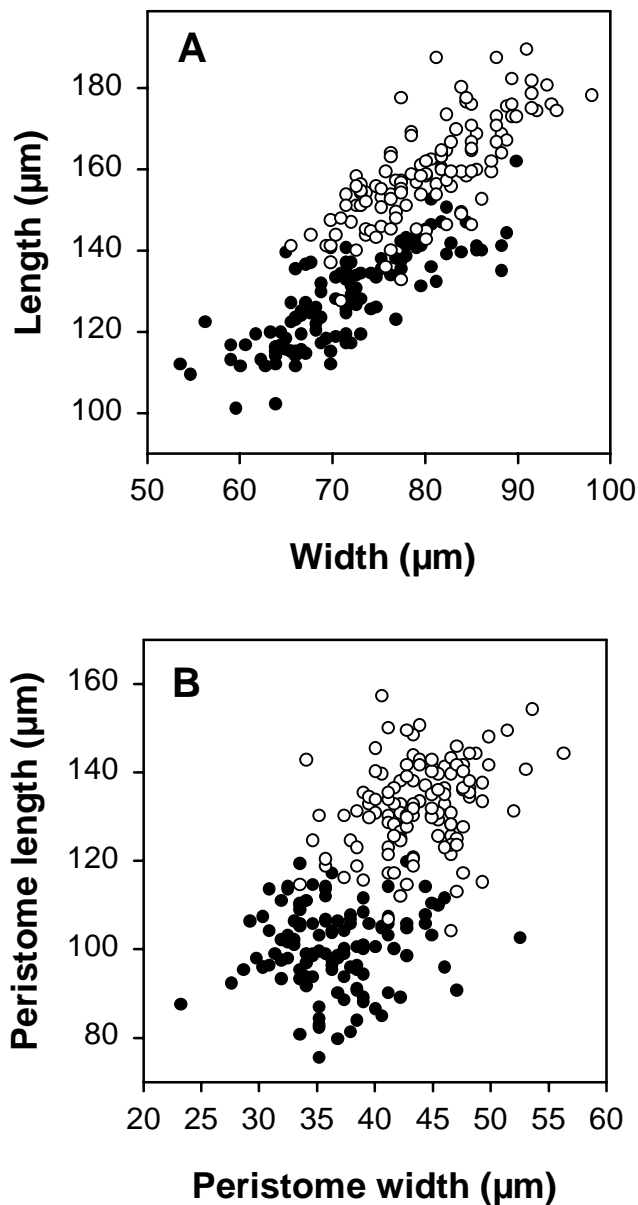 A
180
160
140
120
100
Length (µm)
50 60 70 80 90 100
Width (µm)
B
160
140
120
100
80
Peristome length (µm)
20 25 30 35 40 45 50 55 60
Peristome width (µm)